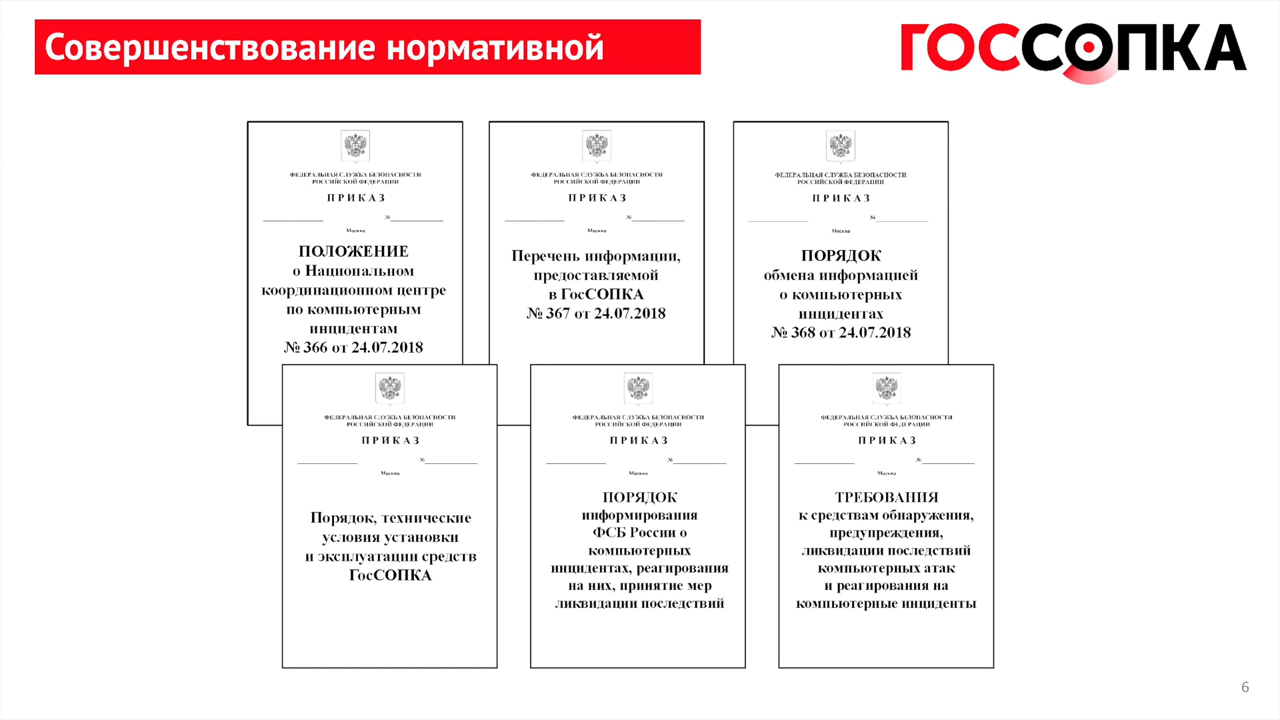 Совершенствование нормативной
ГОССОПКА
ФЕДЕРАЛЬНАЯ СЛУЖБА БЕЗОПАСНОСТИ
РОССИЙСКОЙ ФЕДЕРАЦИИ
ПРИКАЗ
№
Москва
ПОЛОЖЕНИЕ
о Национальном
координационном центре
по компьютерным
инцидентам
№ 366 от 24.07.2018
ФЕДЕРАЛЬНАЯ СЛУЖБА БЕЗОПАСНОСТИ
РОССИЙСКОЙ ФЕДЕРАЦИИ
ПРИКАЗ
№
Москва
Перечень информации,
предоставляемой
в ГосСОПКА
№ 367 от 24.07.2018
ФЕДЕРАЛЬНАЯ СЛУЖБА БЕЗОПАСНОСТИ
РОССИЙСКОЙ ФЕДЕРАЦИИ
ПРИКАЗ
№
Москва
ПОРЯДОК
обмена информацией
о компьютерных
инцидентах
№ 368 от 24.07.2018
ФЕДЕРАЛЬНАЯ СЛУЖБА БЕЗОПАСНОСТИ
РОССИЙСКОЙ ФЕДЕРАЦИИ
ПРИКАЗ
№
Москва
Порядок, технические
условия установки
и эксплуатации средств
ГосСОПКА
ФЕДЕРАЛЬНАЯ СЛУЖБА БЕЗОПАСНОСТИ
РОССИЙСКОЙ ФЕДЕРАЦИИ
ПРИКАЗ
№
Москва
ПОРЯДОК
информирования
ФСБ России о
компьютерных
инцидентах, реагирования
на них, принятие мер
ликвидации последствий
ФЕДЕРАЛЬНАЯ СЛУЖБА БЕЗОПАСНОСТИ
РОССИЙСКОЙ ФЕДЕРАЦИИ
ПРИКАЗ
№
Москва
ТРЕБОВАНИЯ
к средствам обнаружения,
предупреждения,
ликвидации последствий
компьютерных атак
и реагирования на
компьютерные инциденты
6